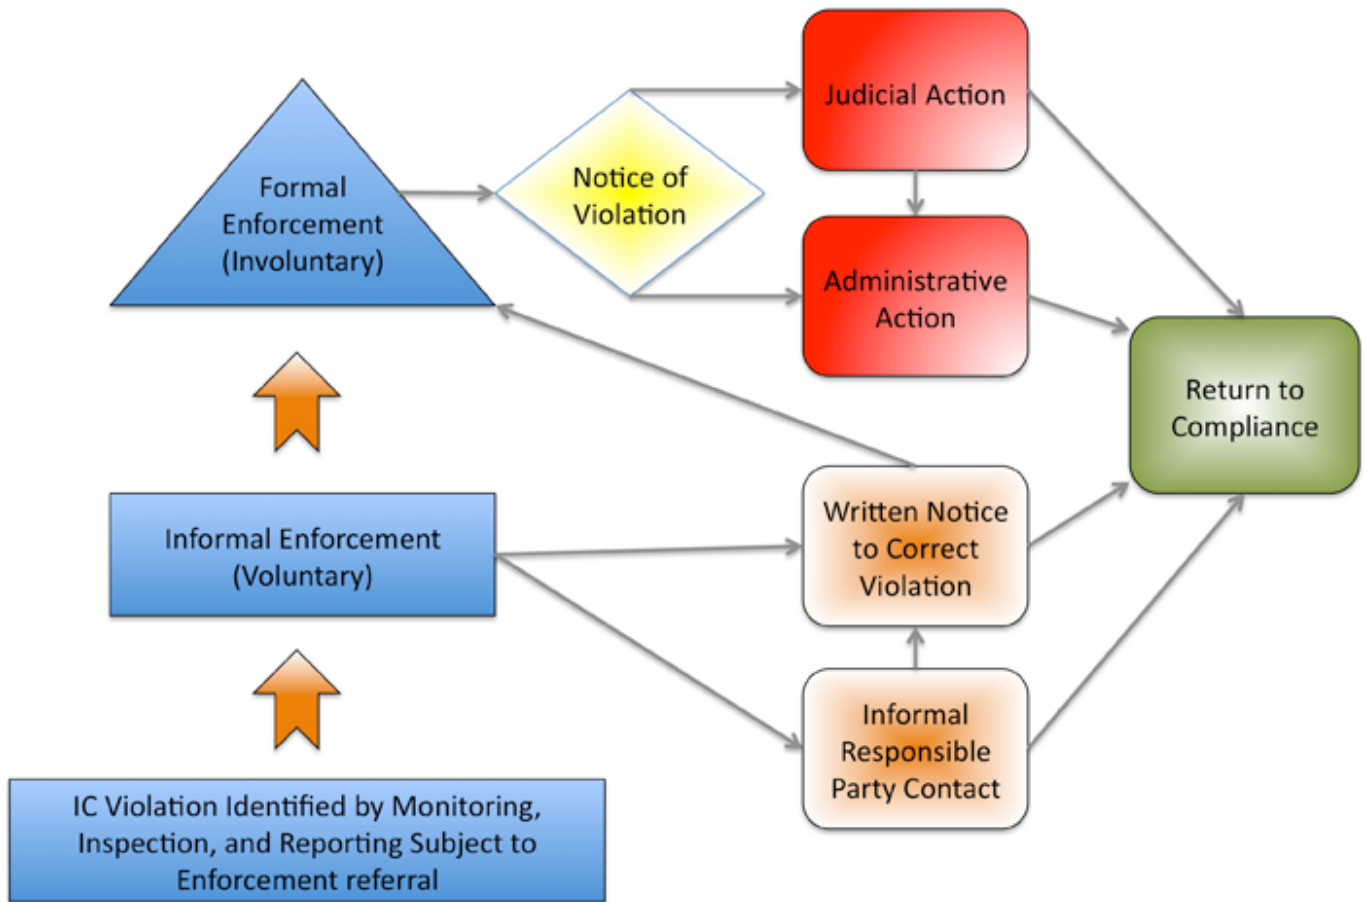 Judicial Action
Formal
Enforcement
(Involuntary)
Notice of
Violation
Administrative
Action
Return to
Compliance
Informal Enforcement
(Voluntary)
Written Notice
to Correct
Violation
Informal
Responsible
Party Contact
IC Violation Identified by Monitoring,
Inspection, and Reporting Subject to
Enforcement referral